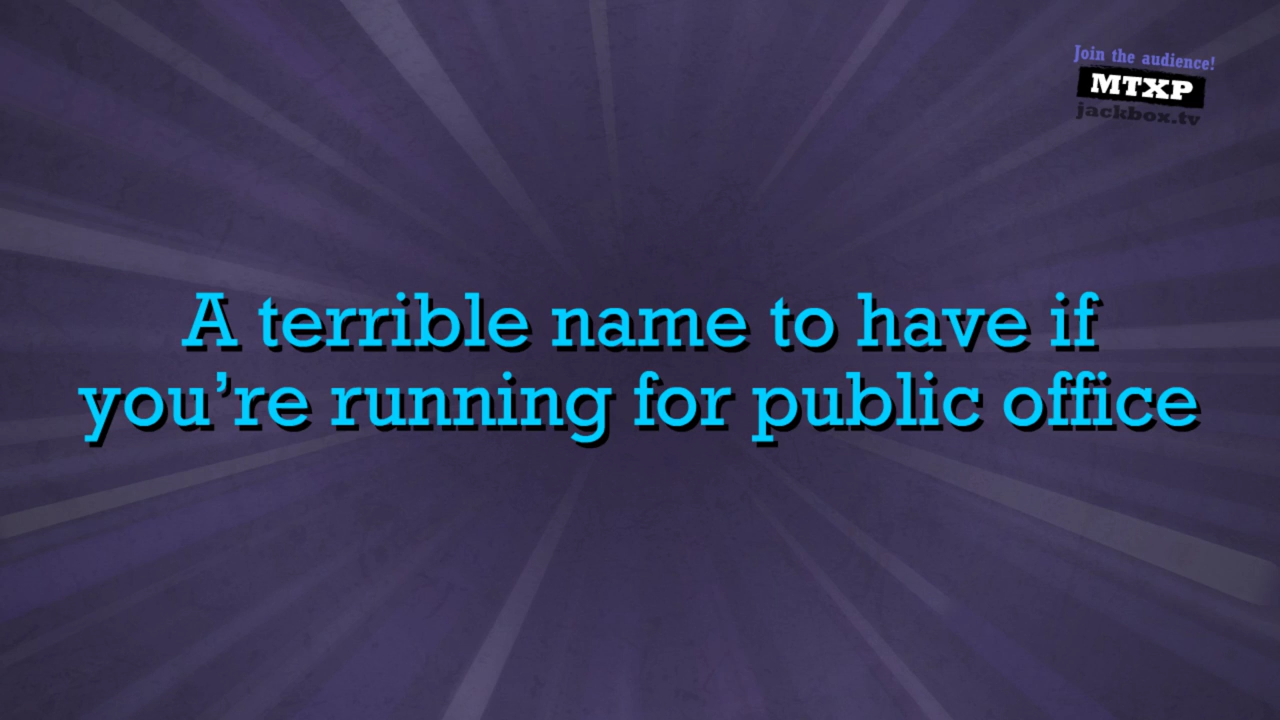 Join the audience!
MTXP
jackbox.tv
A terrible name to have if
you're running for public office